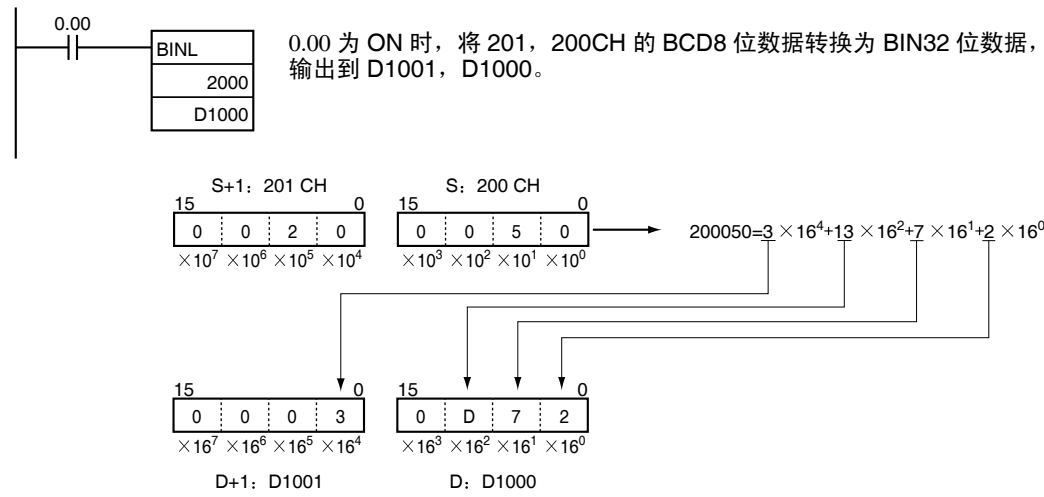 0.00
BINL
2000
D1000
0.00 为 ON 时，将 201，200CH 的 BCD8 位数据转换为 BIN32 位数据，
输出到 D1001，D1000。
S+1：201 CH S：200 CH
15 0 15 0
0 0 2 0 0 0 5 0
×10⁷ ×10⁶ ×10⁵ ×10⁴ ×10³ ×10² ×10¹ ×10⁰
200050=3 ×16⁴+13 ×16²+7 ×16¹+2 ×16⁰
15 0 15 0
0 0 0 3 0 D 7 2
×16⁷ ×16⁶ ×16⁵ ×16⁴ ×16³ ×16² ×16¹ ×16⁰
D+1：D1001 D：D1000